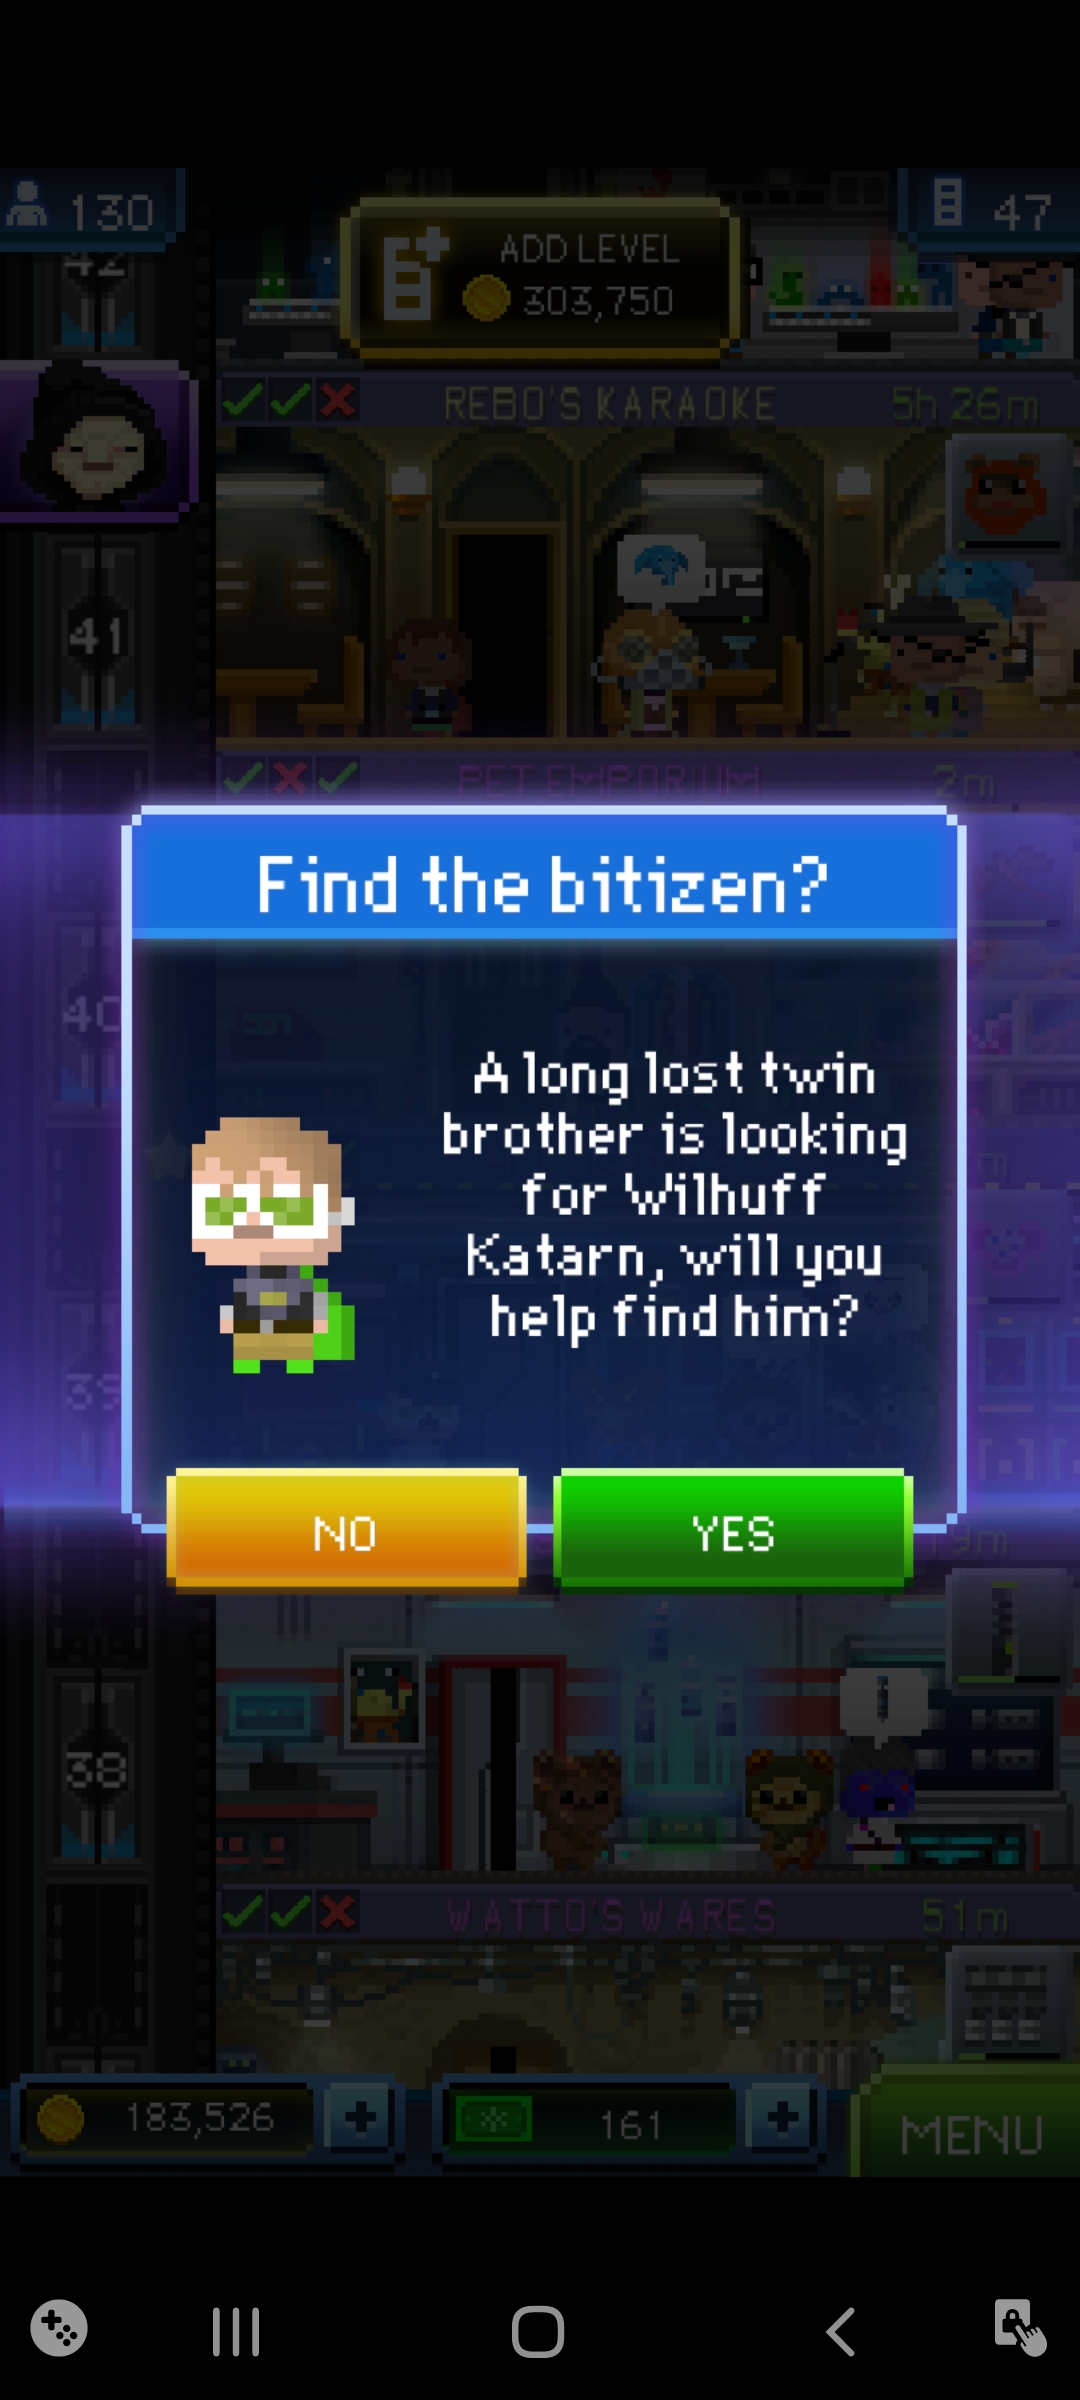 130
47
42
ADD LEVEL
303,750
REBO'S KARAOKE
5h 26m
41
PET EMPORIUM
2m
Find the bitizen?
40
A long lost twin
brother is looking
for Wilhuff
Katarn, will you
help find him?
39
NO
YES
38
WATTO'S WARES
51m
183,526
161
MENU